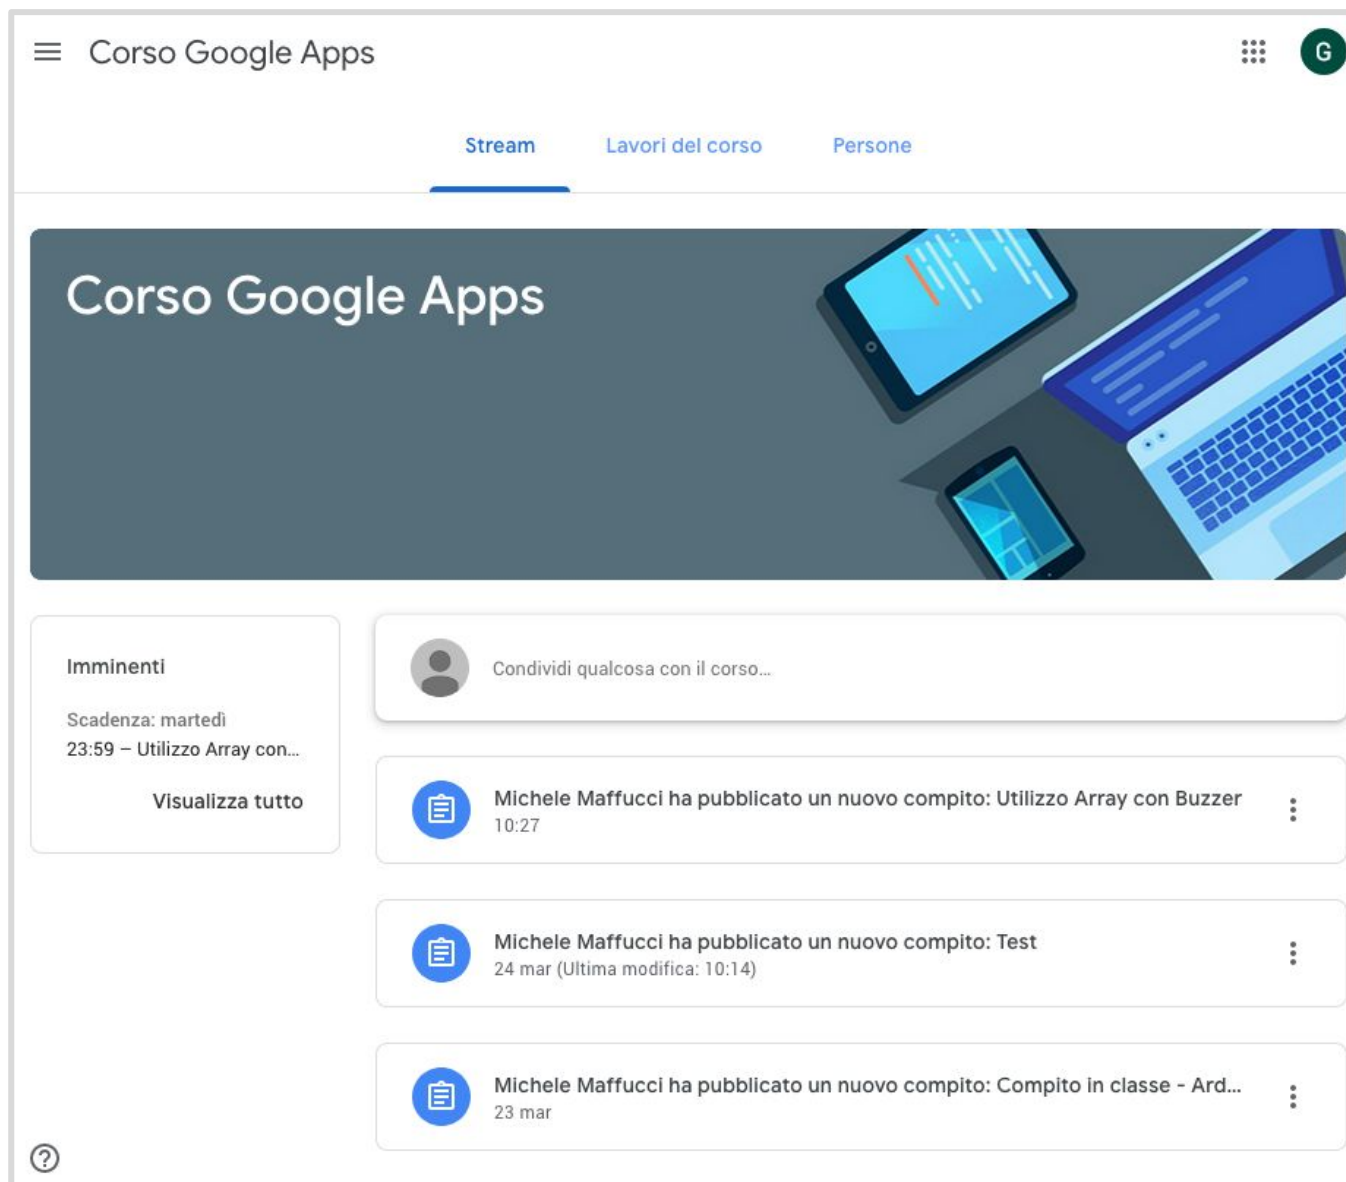 Corso Google Apps
G
Stream Lavori del corso Persone
Corso Google Apps
Imminenti
Scadenza: martedì
23:59 – Utilizzo Array con...
Visualizza tutto
Condividi qualcosa con il corso...
Michele Maffucci ha pubblicato un nuovo compito: Utilizzo Array con Buzzer
10:27
Michele Maffucci ha pubblicato un nuovo compito: Test
24 mar (Ultima modifica: 10:14)
Michele Maffucci ha pubblicato un nuovo compito: Compito in classe - Ard...
23 mar